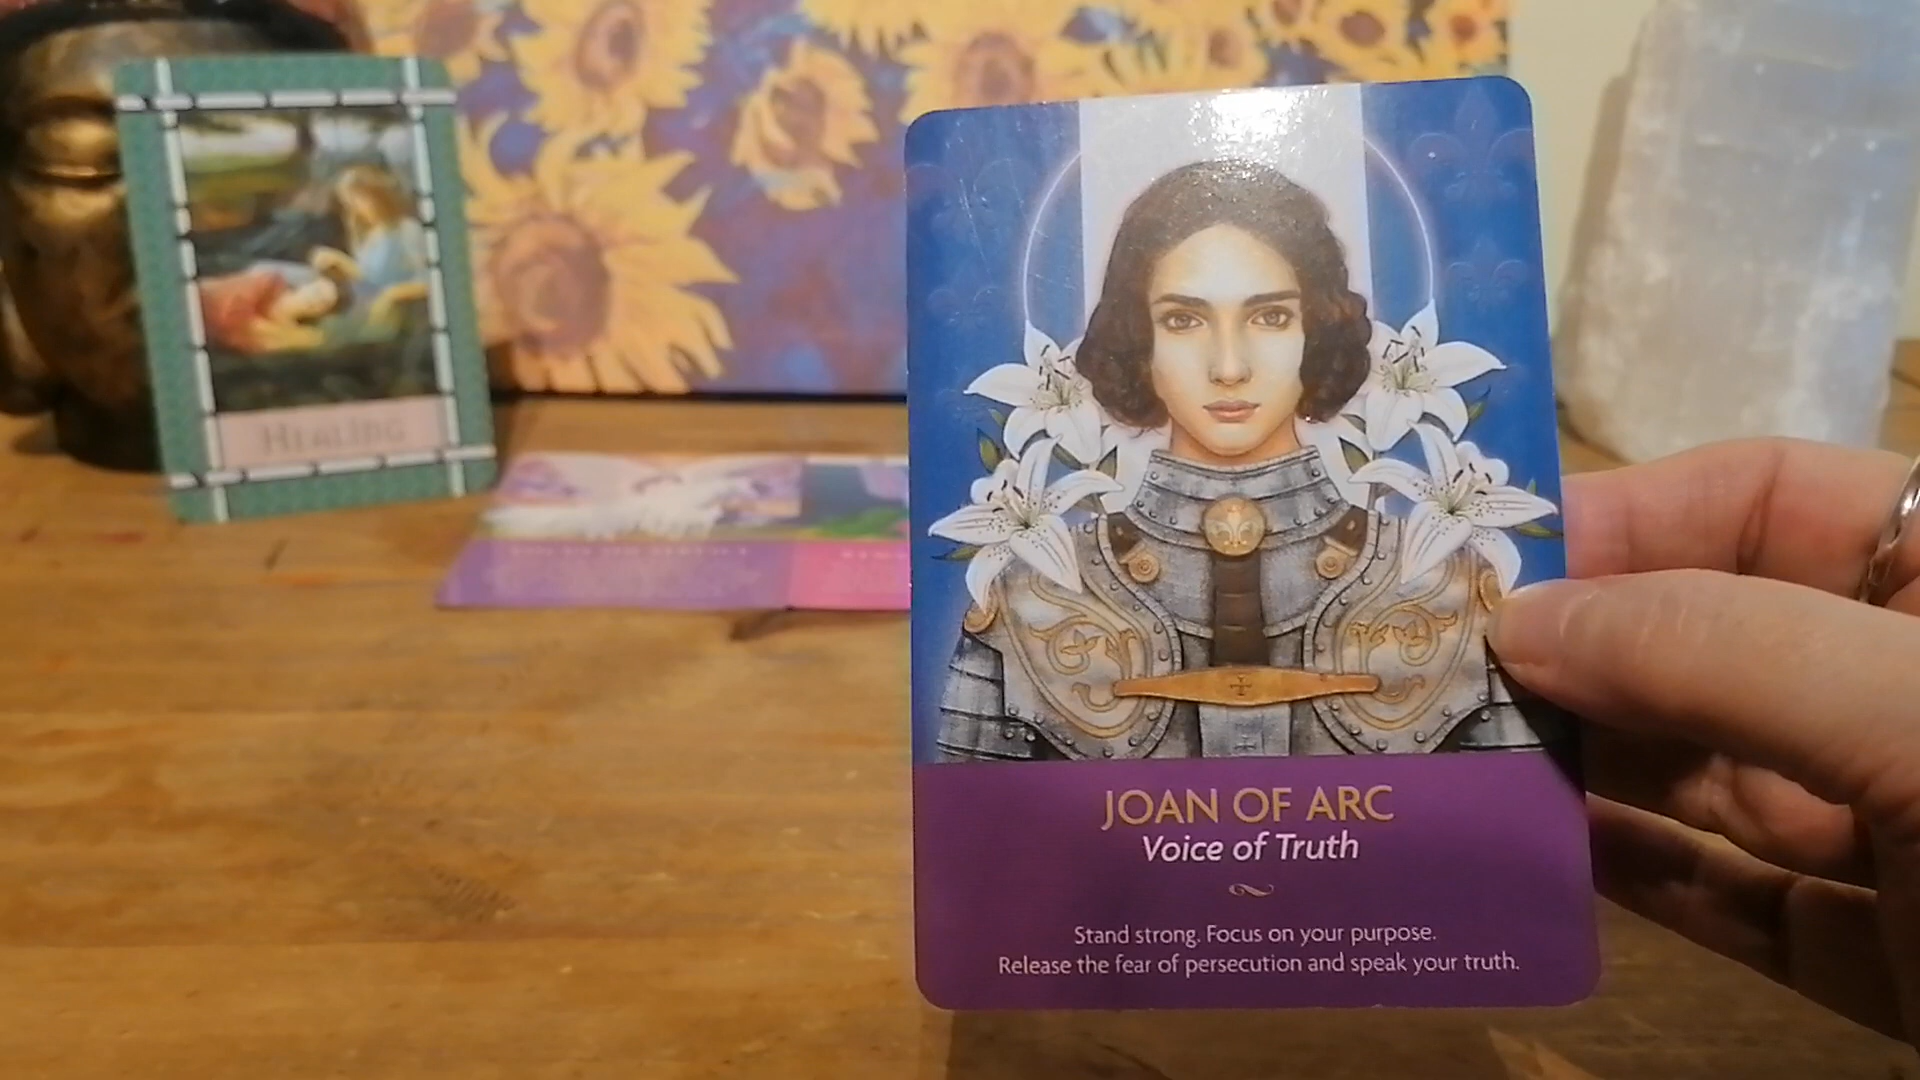 HEALING
JOAN OF ARC
Voice of Truth
Stand strong. Focus on your purpose.
Release the fear of persecution and speak your truth.